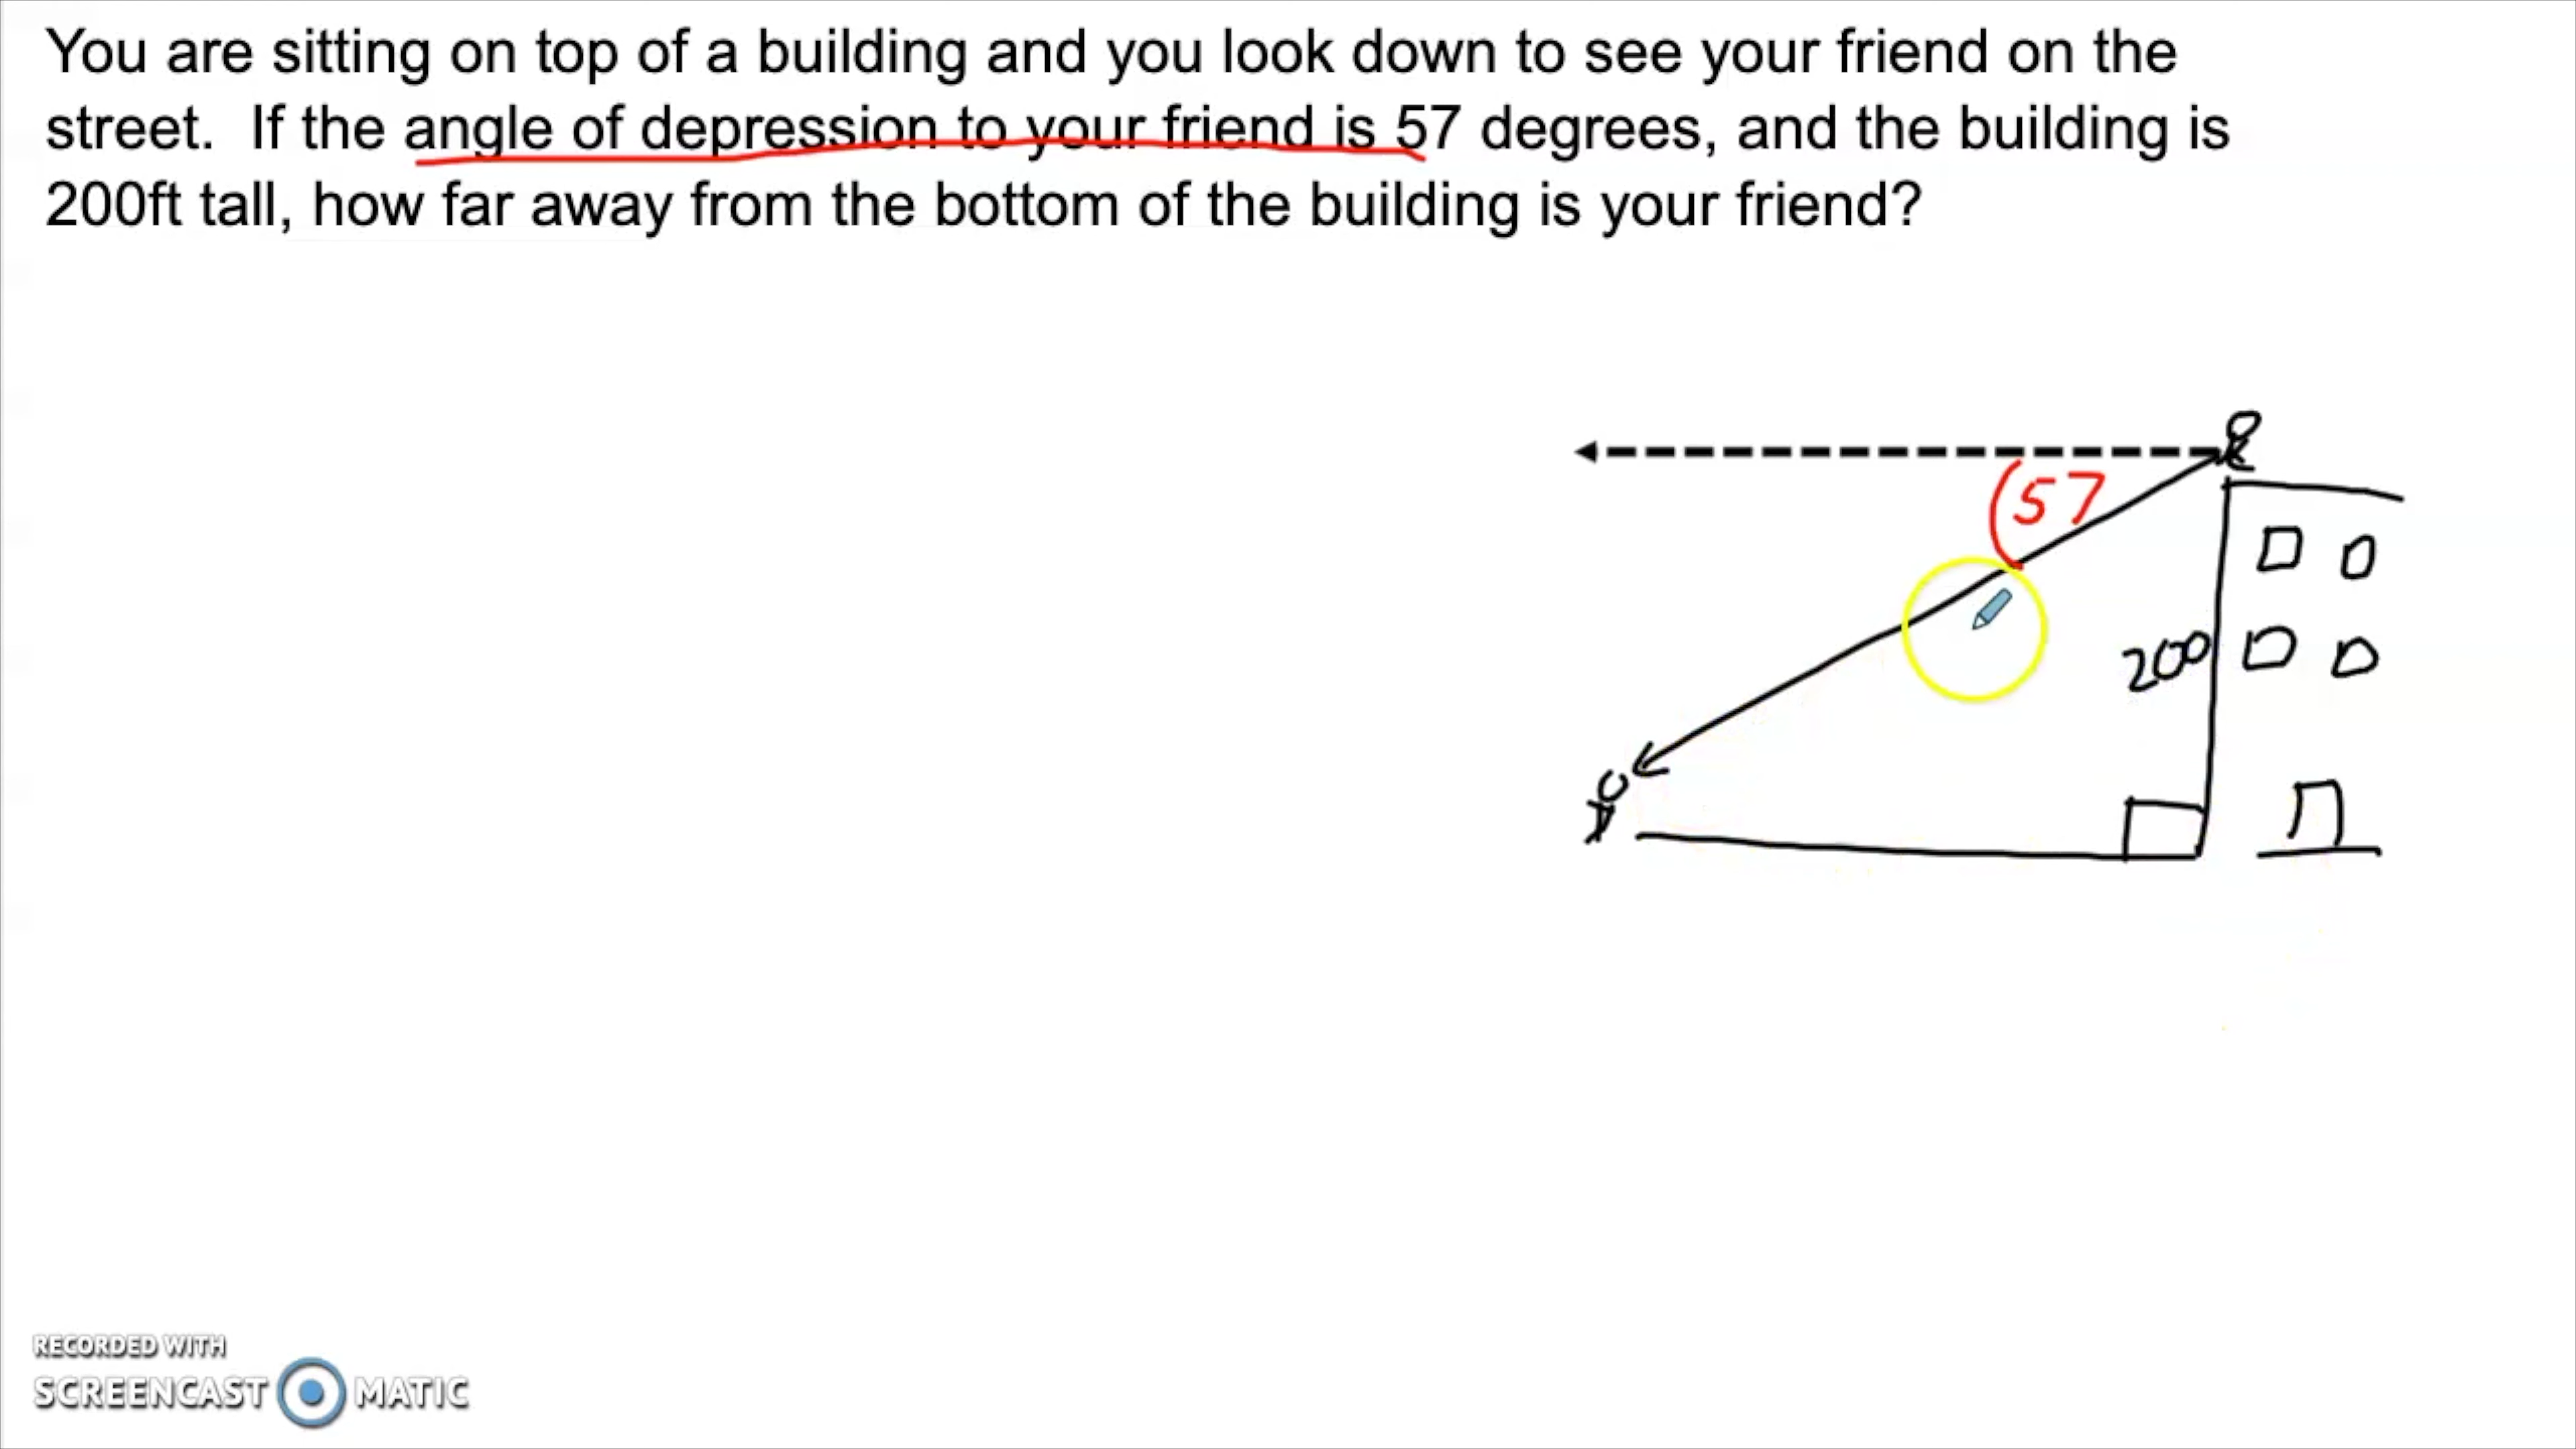 You are sitting on top of a building and you look down to see your friend on the
street.  If the angle of depression to your friend is 57 degrees, and the building is
200ft tall, how far away from the bottom of the building is your friend?
57
200
RECORDED WITH
SCREENCAST MATIC